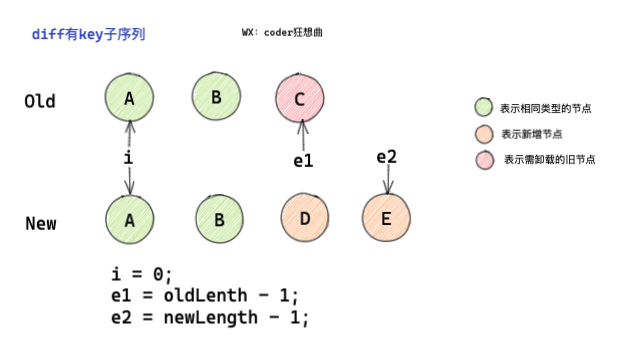 diff有key子序列
WX: coder狂想曲
Old A B C
表示相同类型的节点
表示新增节点
表示需卸载的旧节点
i e1 e2
New A B D E
i = 0;
e1 = oldLenth - 1;
e2 = newLength - 1;